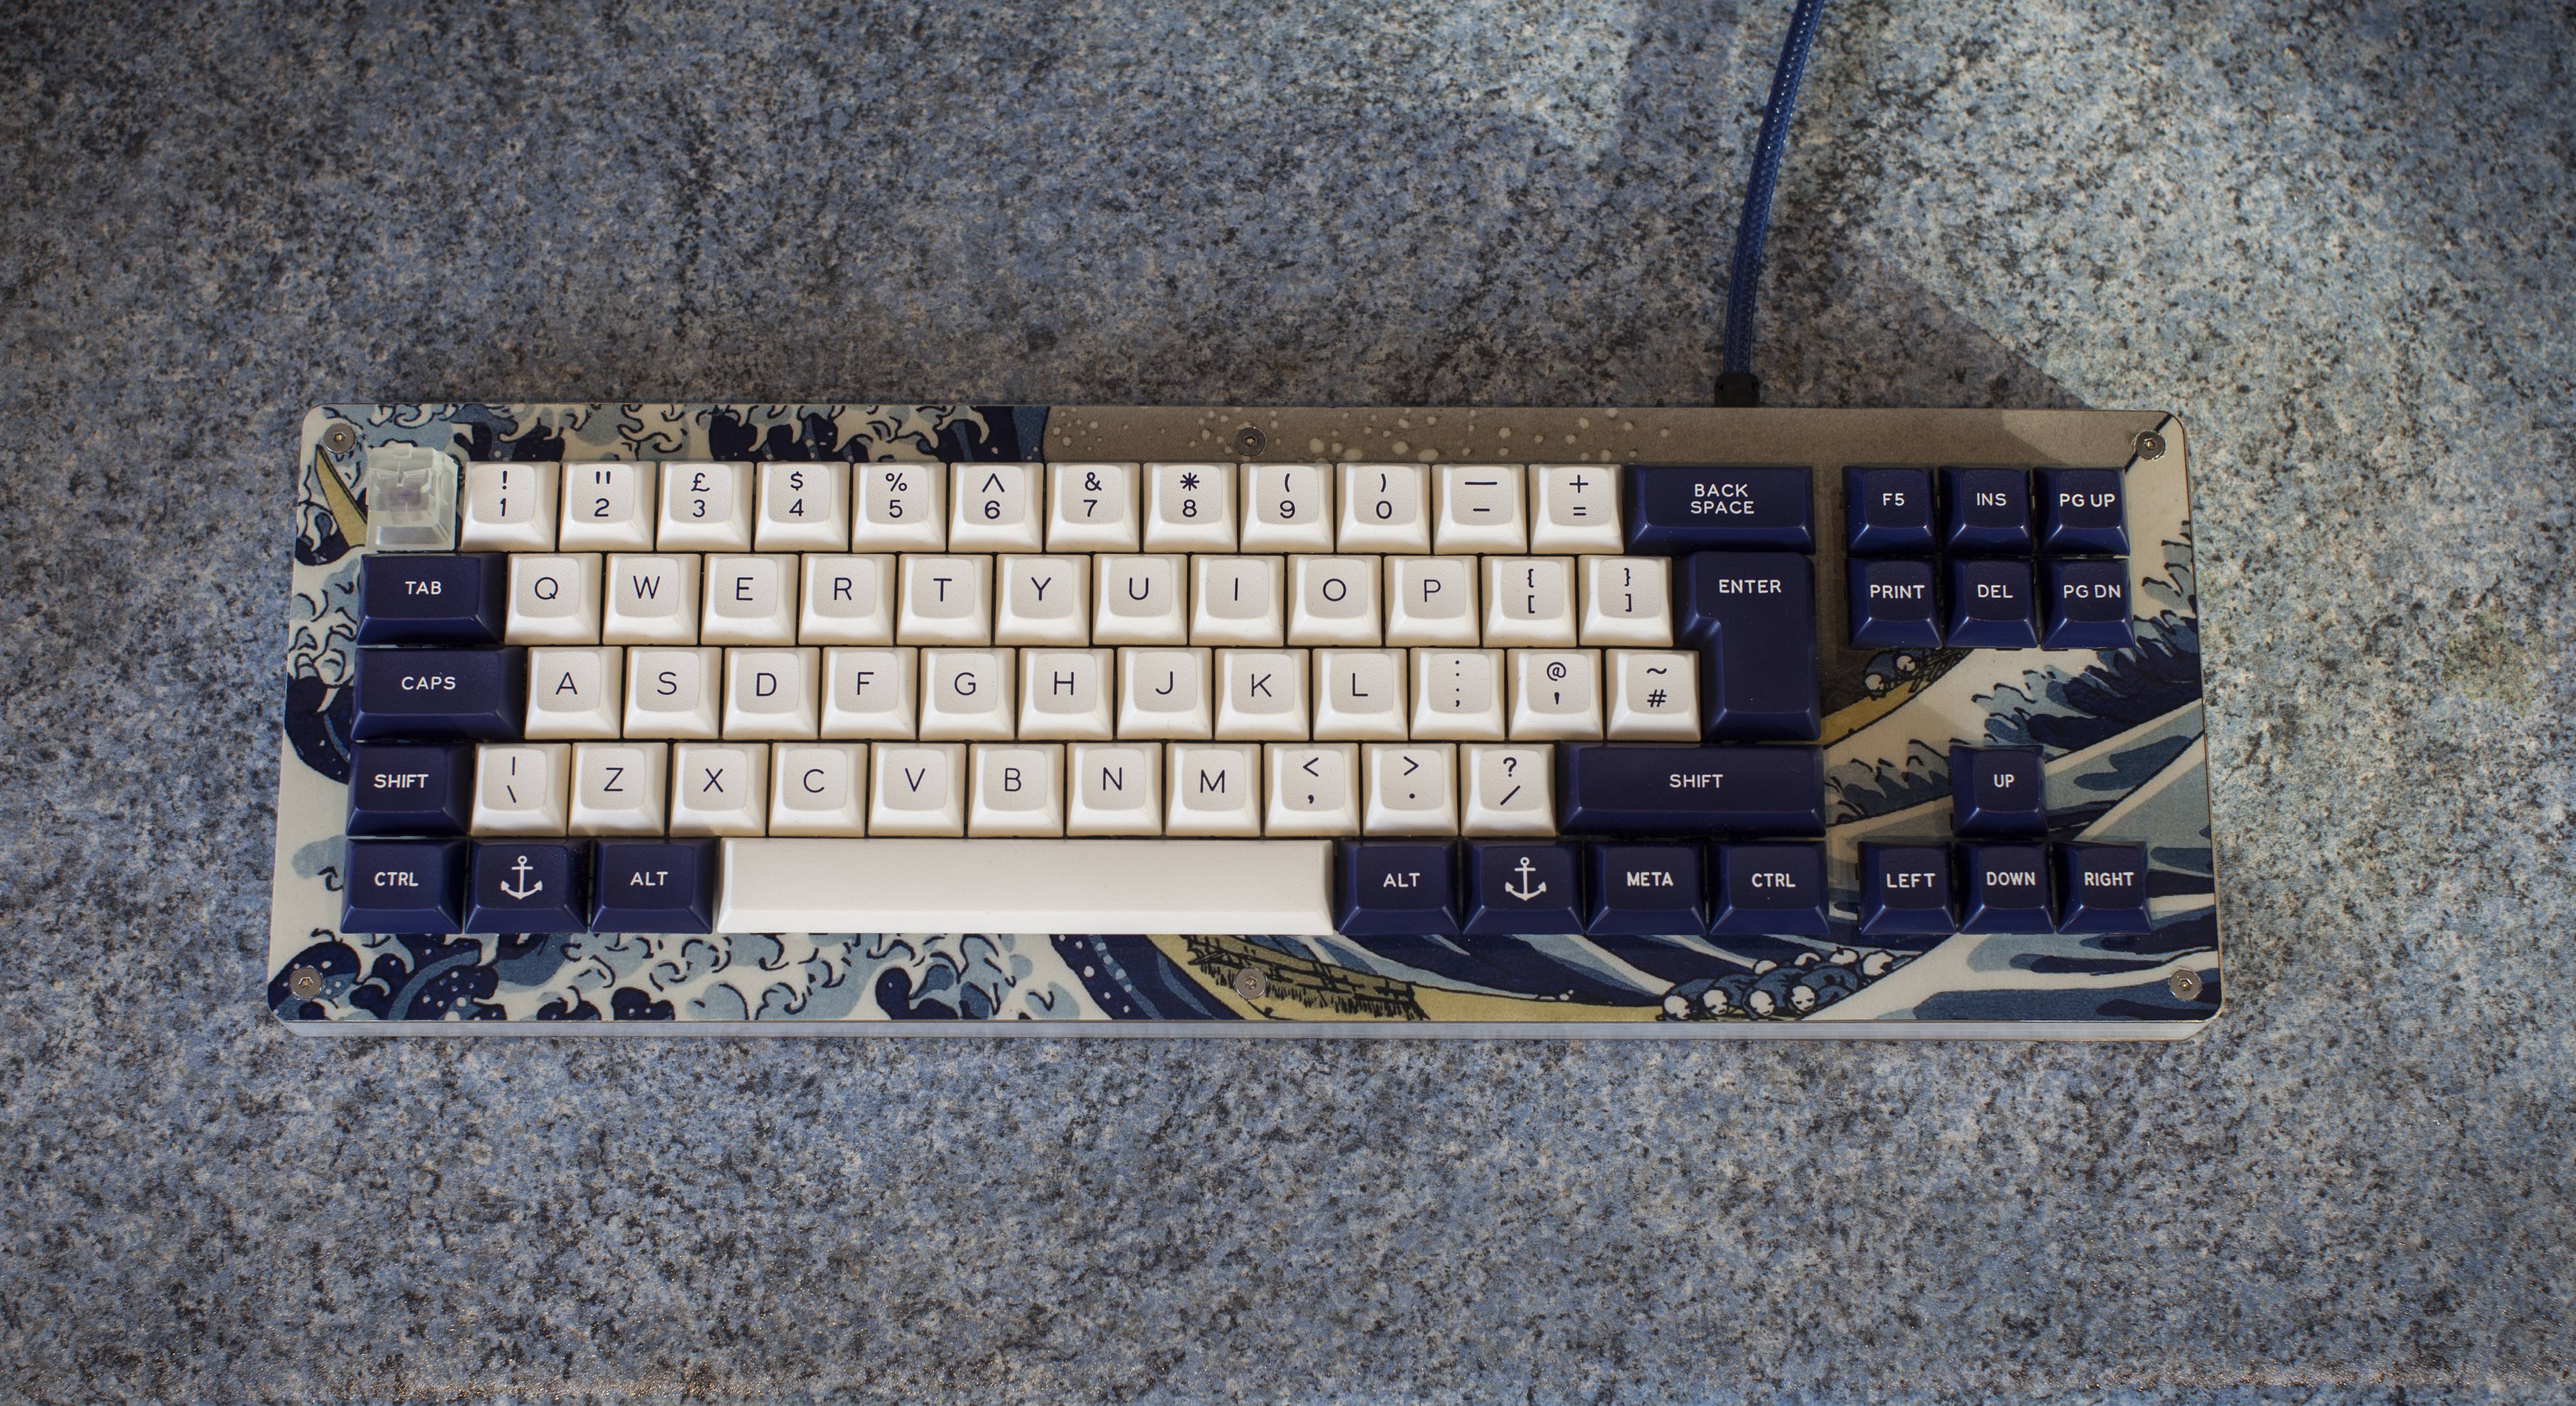 ! " £ $ % ^ & * ( ) — +
1 2 3 4 5 6 7 8 9 0 - = BACK SPACE F5 INS PG UP
TAB Q W E R T Y U I O P { [ } ] ENTER PRINT DEL PG DN
CAPS A S D F G H J K L : ; @ ' ~ #
SHIFT | \ Z X C V B N M < , > . ? / SHIFT UP
CTRL ALT ALT META CTRL LEFT DOWN RIGHT